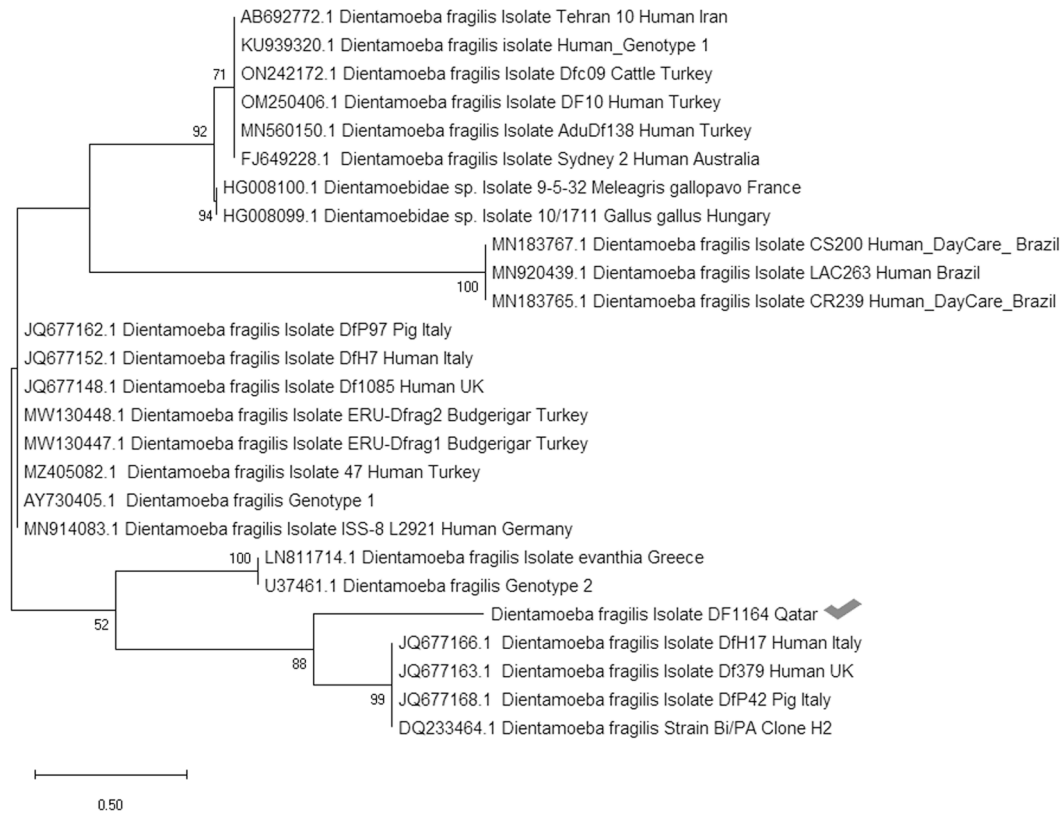 AB692772.1 Dientamoeba fragilis Isolate Tehran 10 Human Iran
KU939320.1 Dientamoeba fragilis isolate Human_Genotype 1
71
ON242172.1 Dientamoeba fragilis Isolate Dfc09 Cattle Turkey
OM250406.1 Dientamoeba fragilis Isolate DF10 Human Turkey
92
MN560150.1 Dientamoeba fragilis Isolate AduDf138 Human Turkey
FJ649228.1 Dientamoeba fragilis Isolate Sydney 2 Human Australia
HG008100.1 Dientamoebidae sp. Isolate 9-5-32 Meleagris gallopavo France
94
HG008099.1 Dientamoebidae sp. Isolate 10/1711 Gallus gallus Hungary
MN183767.1 Dientamoeba fragilis Isolate CS200 Human_DayCare_ Brazil
MN920439.1 Dientamoeba fragilis Isolate LAC263 Human Brazil
100
MN183765.1 Dientamoeba fragilis Isolate CR239 Human_DayCare_Brazil
JQ677162.1 Dientamoeba fragilis Isolate DfP97 Pig Italy
JQ677152.1 Dientamoeba fragilis Isolate DfH7 Human Italy
JQ677148.1 Dientamoeba fragilis Isolate Df1085 Human UK
MW130448.1 Dientamoeba fragilis Isolate ERU-Dfrag2 Budgerigar Turkey
MW130447.1 Dientamoeba fragilis Isolate ERU-Dfrag1 Budgerigar Turkey
MZ405082.1 Dientamoeba fragilis Isolate 47 Human Turkey
AY730405.1 Dientamoeba fragilis Genotype 1
MN914083.1 Dientamoeba fragilis Isolate ISS-8 L2921 Human Germany
100
LN811714.1 Dientamoeba fragilis Isolate evanthia Greece
U37461.1 Dientamoeba fragilis Genotype 2
52
Dientamoeba fragilis Isolate DF1164 Qatar
JQ677166.1 Dientamoeba fragilis Isolate DfH17 Human Italy
88
JQ677163.1 Dientamoeba fragilis Isolate Df379 Human UK
99
JQ677168.1 Dientamoeba fragilis Isolate DfP42 Pig Italy
DQ233464.1 Dientamoeba fragilis Strain Bi/PA Clone H2
0.50